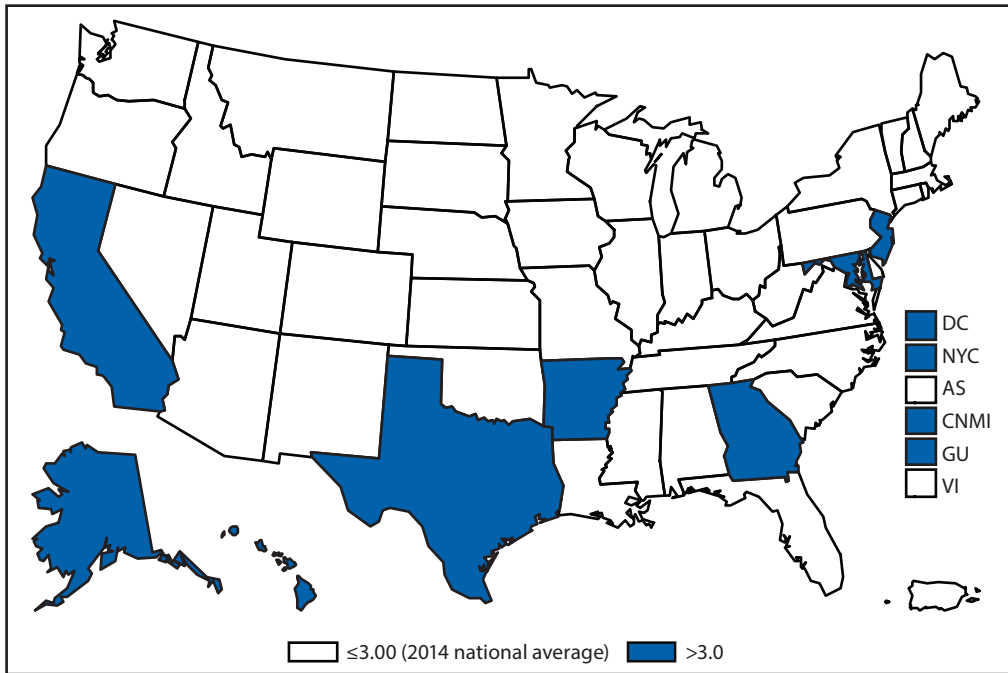 DC
NYC
AS
CNMI
GU
VI
≤3.00 (2014 national average) >3.0